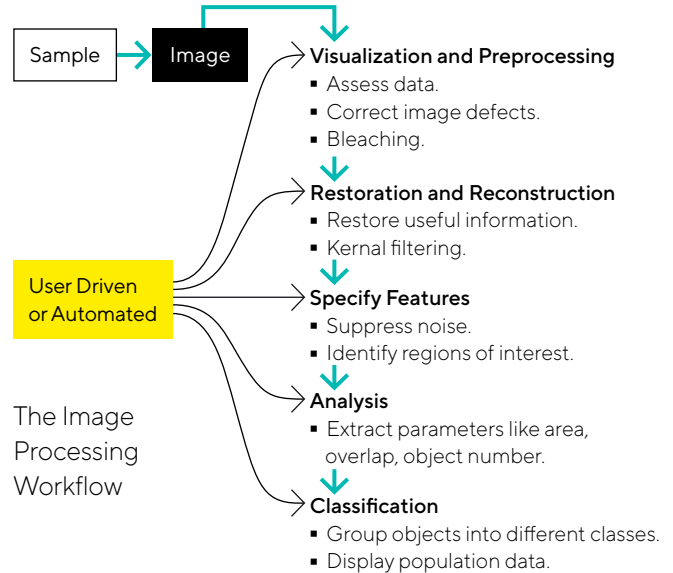 Sample
Image
Visualization and Preprocessing
▪ Assess data.
▪ Correct image defects.
▪ Bleaching.
Restoration and Reconstruction
▪ Restore useful information.
▪ Kernal filtering.
User Driven
or Automated
Specify Features
▪ Suppress noise.
▪ Identify regions of interest.
The Image
Processing
Workflow
Analysis
▪ Extract parameters like area,
overlap, object number.
Classification
▪ Group objects into different classes.
▪ Display population data.